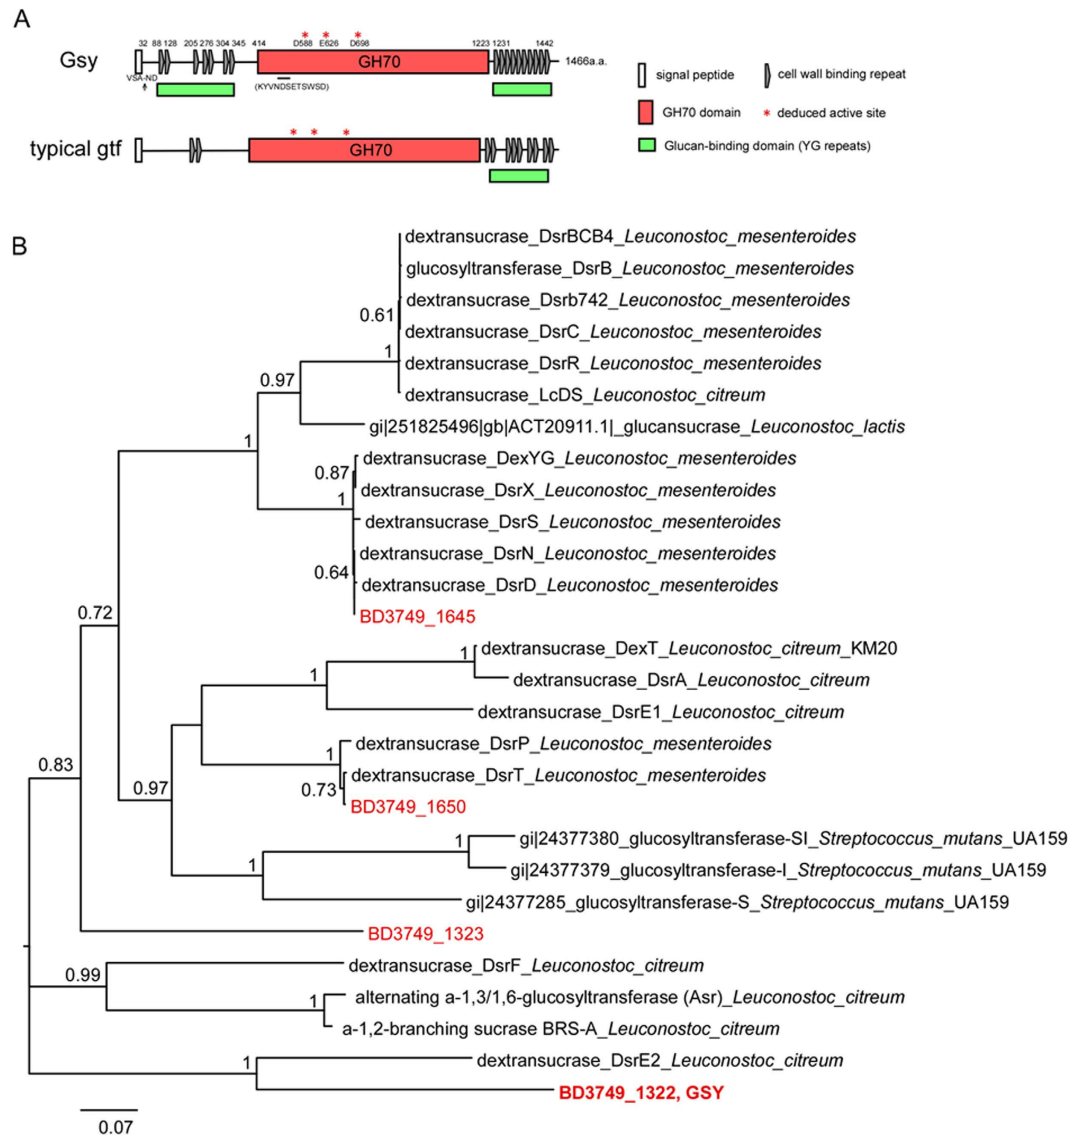 A
32 88 128 205 276 304 345 414 D588 E626 D698 1223 1231 1442
Gsy GH70 1466a.a.
VSA-ND
(KYVNDSETSWSD)
signal peptide cell wall binding repeat
GH70 domain * deduced active site
Glucan-binding domain (YG repeats)
typical gtf GH70
B
dextransucrase_DsrBCB4_Leuconostoc_mesenteroides
glucosyltransferase_DsrB_Leuconostoc_mesenteroides
dextransucrase_Dsrb742_Leuconostoc_mesenteroides
0.61
dextransucrase_DsrC_Leuconostoc_mesenteroides
1
dextransucrase_DsrR_Leuconostoc_mesenteroides
0.97
dextransucrase_LcDS_Leuconostoc_citreum
gi|251825496|gb|ACT20911.1|_glucansucrase_Leuconostoc_lactis
1
dextransucrase_DexYG_Leuconostoc_mesenteroides
0.87
dextransucrase_DsrX_Leuconostoc_mesenteroides
1
dextransucrase_DsrS_Leuconostoc_mesenteroides
dextransucrase_DsrN_Leuconostoc_mesenteroides
0.64
dextransucrase_DsrD_Leuconostoc_mesenteroides
0.72
BD3749_1645
dextransucrase_DexT_Leuconostoc_citreum_KM20
1
1
dextransucrase_DsrA_Leuconostoc_citreum
dextransucrase_DsrE1_Leuconostoc_citreum
dextransucrase_DsrP_Leuconostoc_mesenteroides
1
0.83
dextransucrase_DsrT_Leuconostoc_mesenteroides
0.97
0.73
BD3749_1650
gi|24377380_glucosyltransferase-SI_Streptococcus_mutans_UA159
1
1
gi|24377379_glucosyltransferase-I_Streptococcus_mutans_UA159
gi|24377285_glucosyltransferase-S_Streptococcus_mutans_UA159
BD3749_1323
dextransucrase_DsrF_Leuconostoc_citreum
0.99
alternating a-1,3/1,6-glucosyltransferase (Asr)_Leuconostoc_citreum
1
a-1,2-branching sucrase BRS-A_Leuconostoc_citreum
dextransucrase_DsrE2_Leuconostoc_citreum
1
BD3749_1322, GSY
0.07